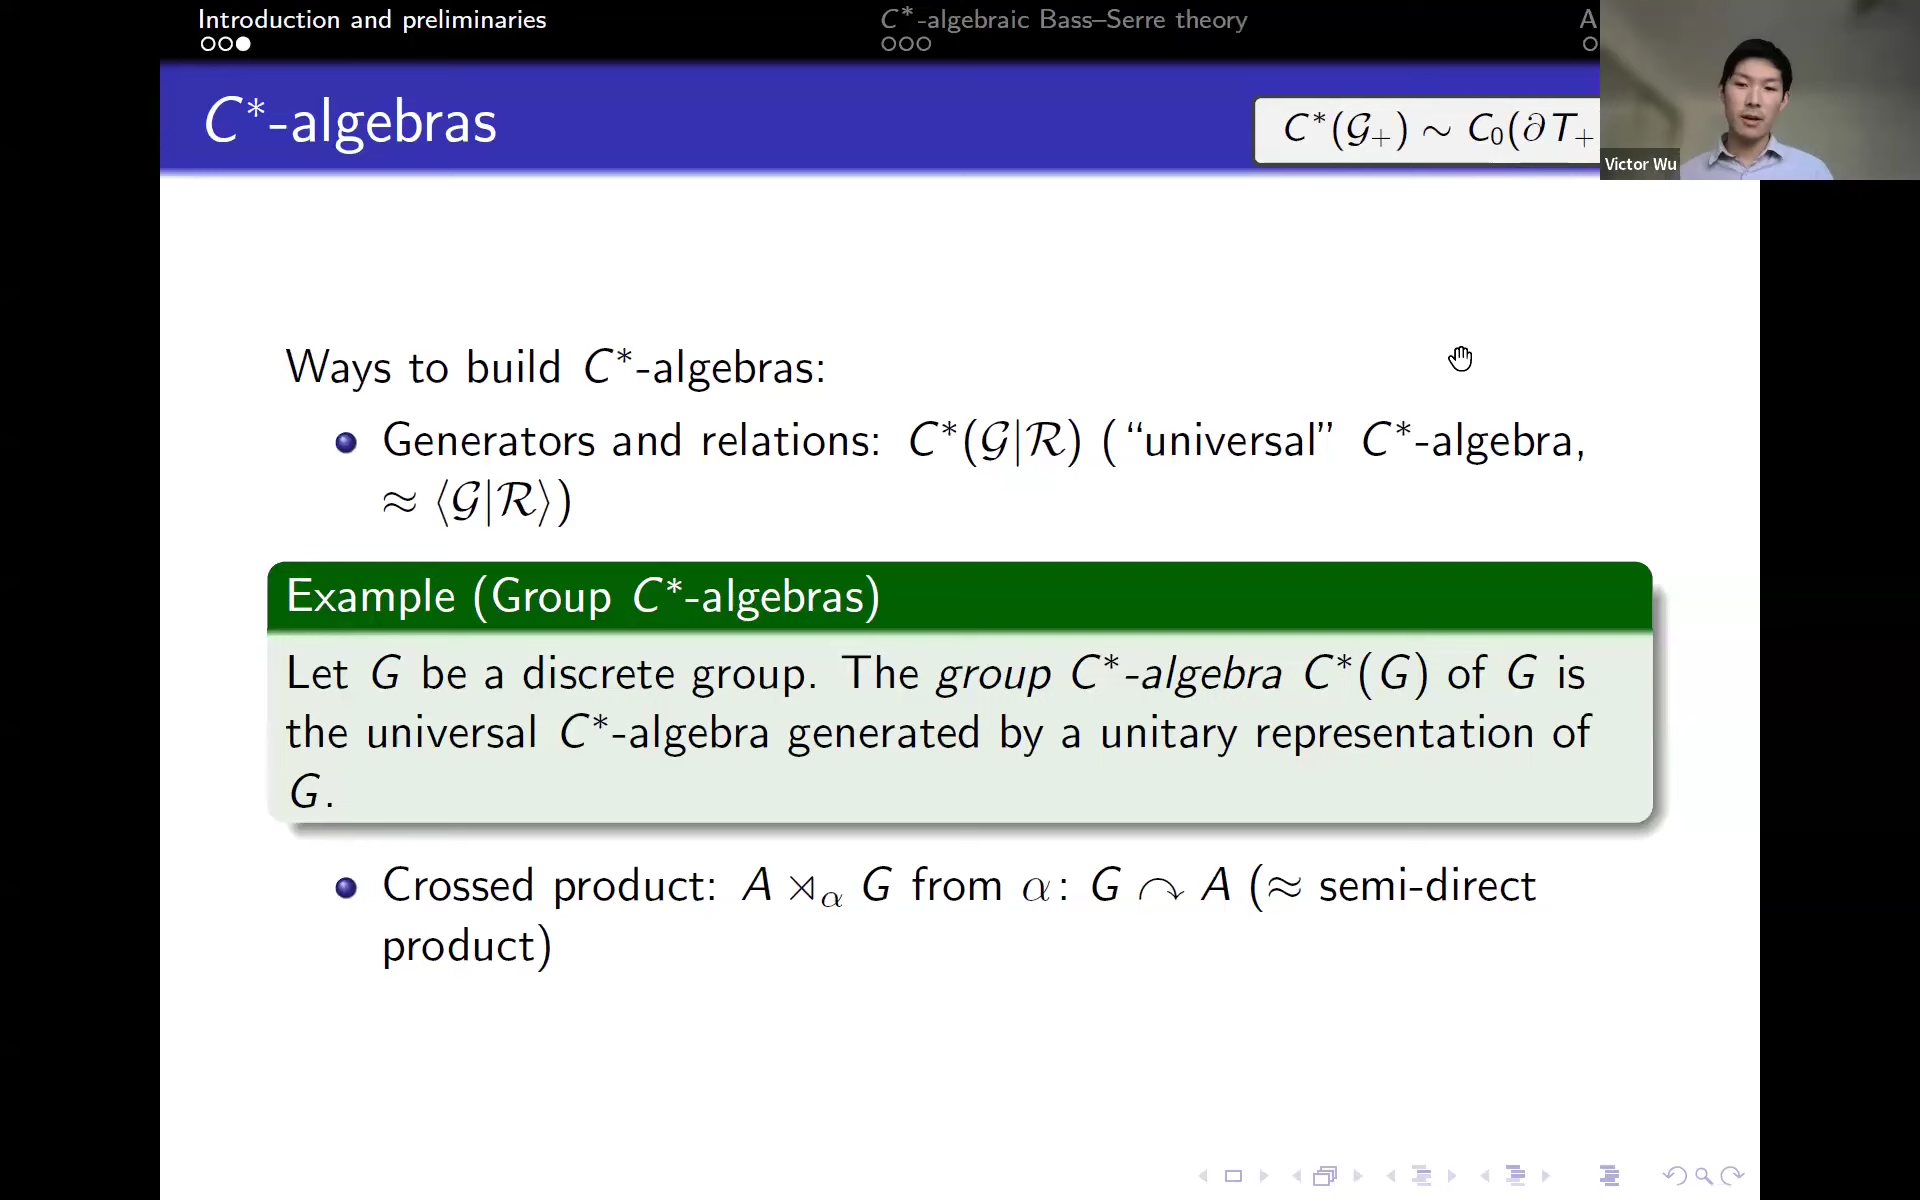 Introduction and preliminaries
C*-algebraic Bass–Serre theory
A
C*-algebras
C*(𝒢₊) ∼ C₀(∂T₊
Victor Wu
Ways to build C*-algebras:
Generators and relations: C*(𝒢|ℛ) (“universal” C*-algebra,
≈ ⟨𝒢|ℛ⟩)
Example (Group C*-algebras)
Let G be a discrete group. The group C*-algebra C*(G) of G is
the universal C*-algebra generated by a unitary representation of
G.
Crossed product: A ⋊_α G from α: G ↷ A (≈ semi-direct
product)